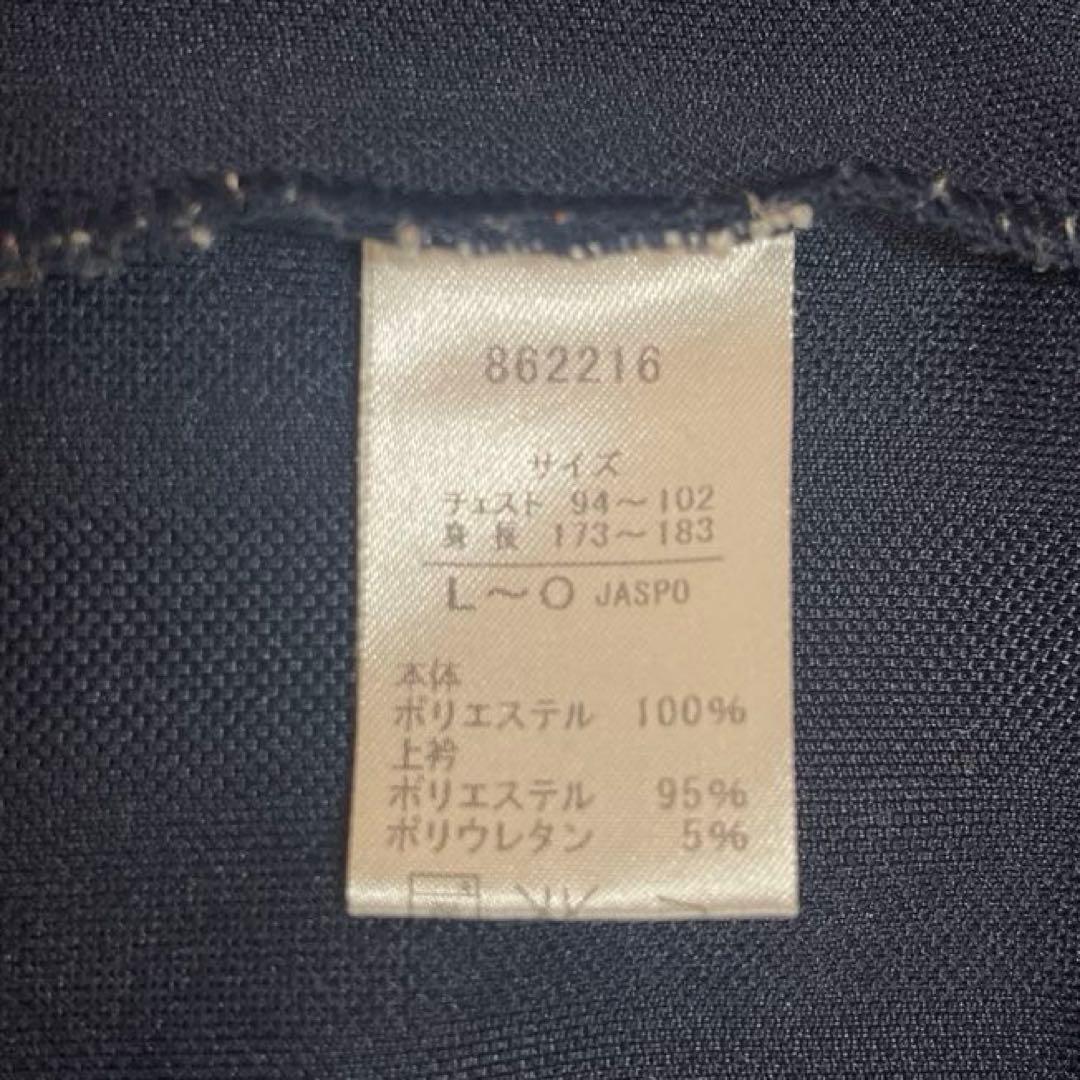 862216
サイズ
チェスト 94～102
身長 173～183
L～O JASPO
本体
ポリエステル 100%
上衿
ポリエステル 95%
ポリウレタン 5%